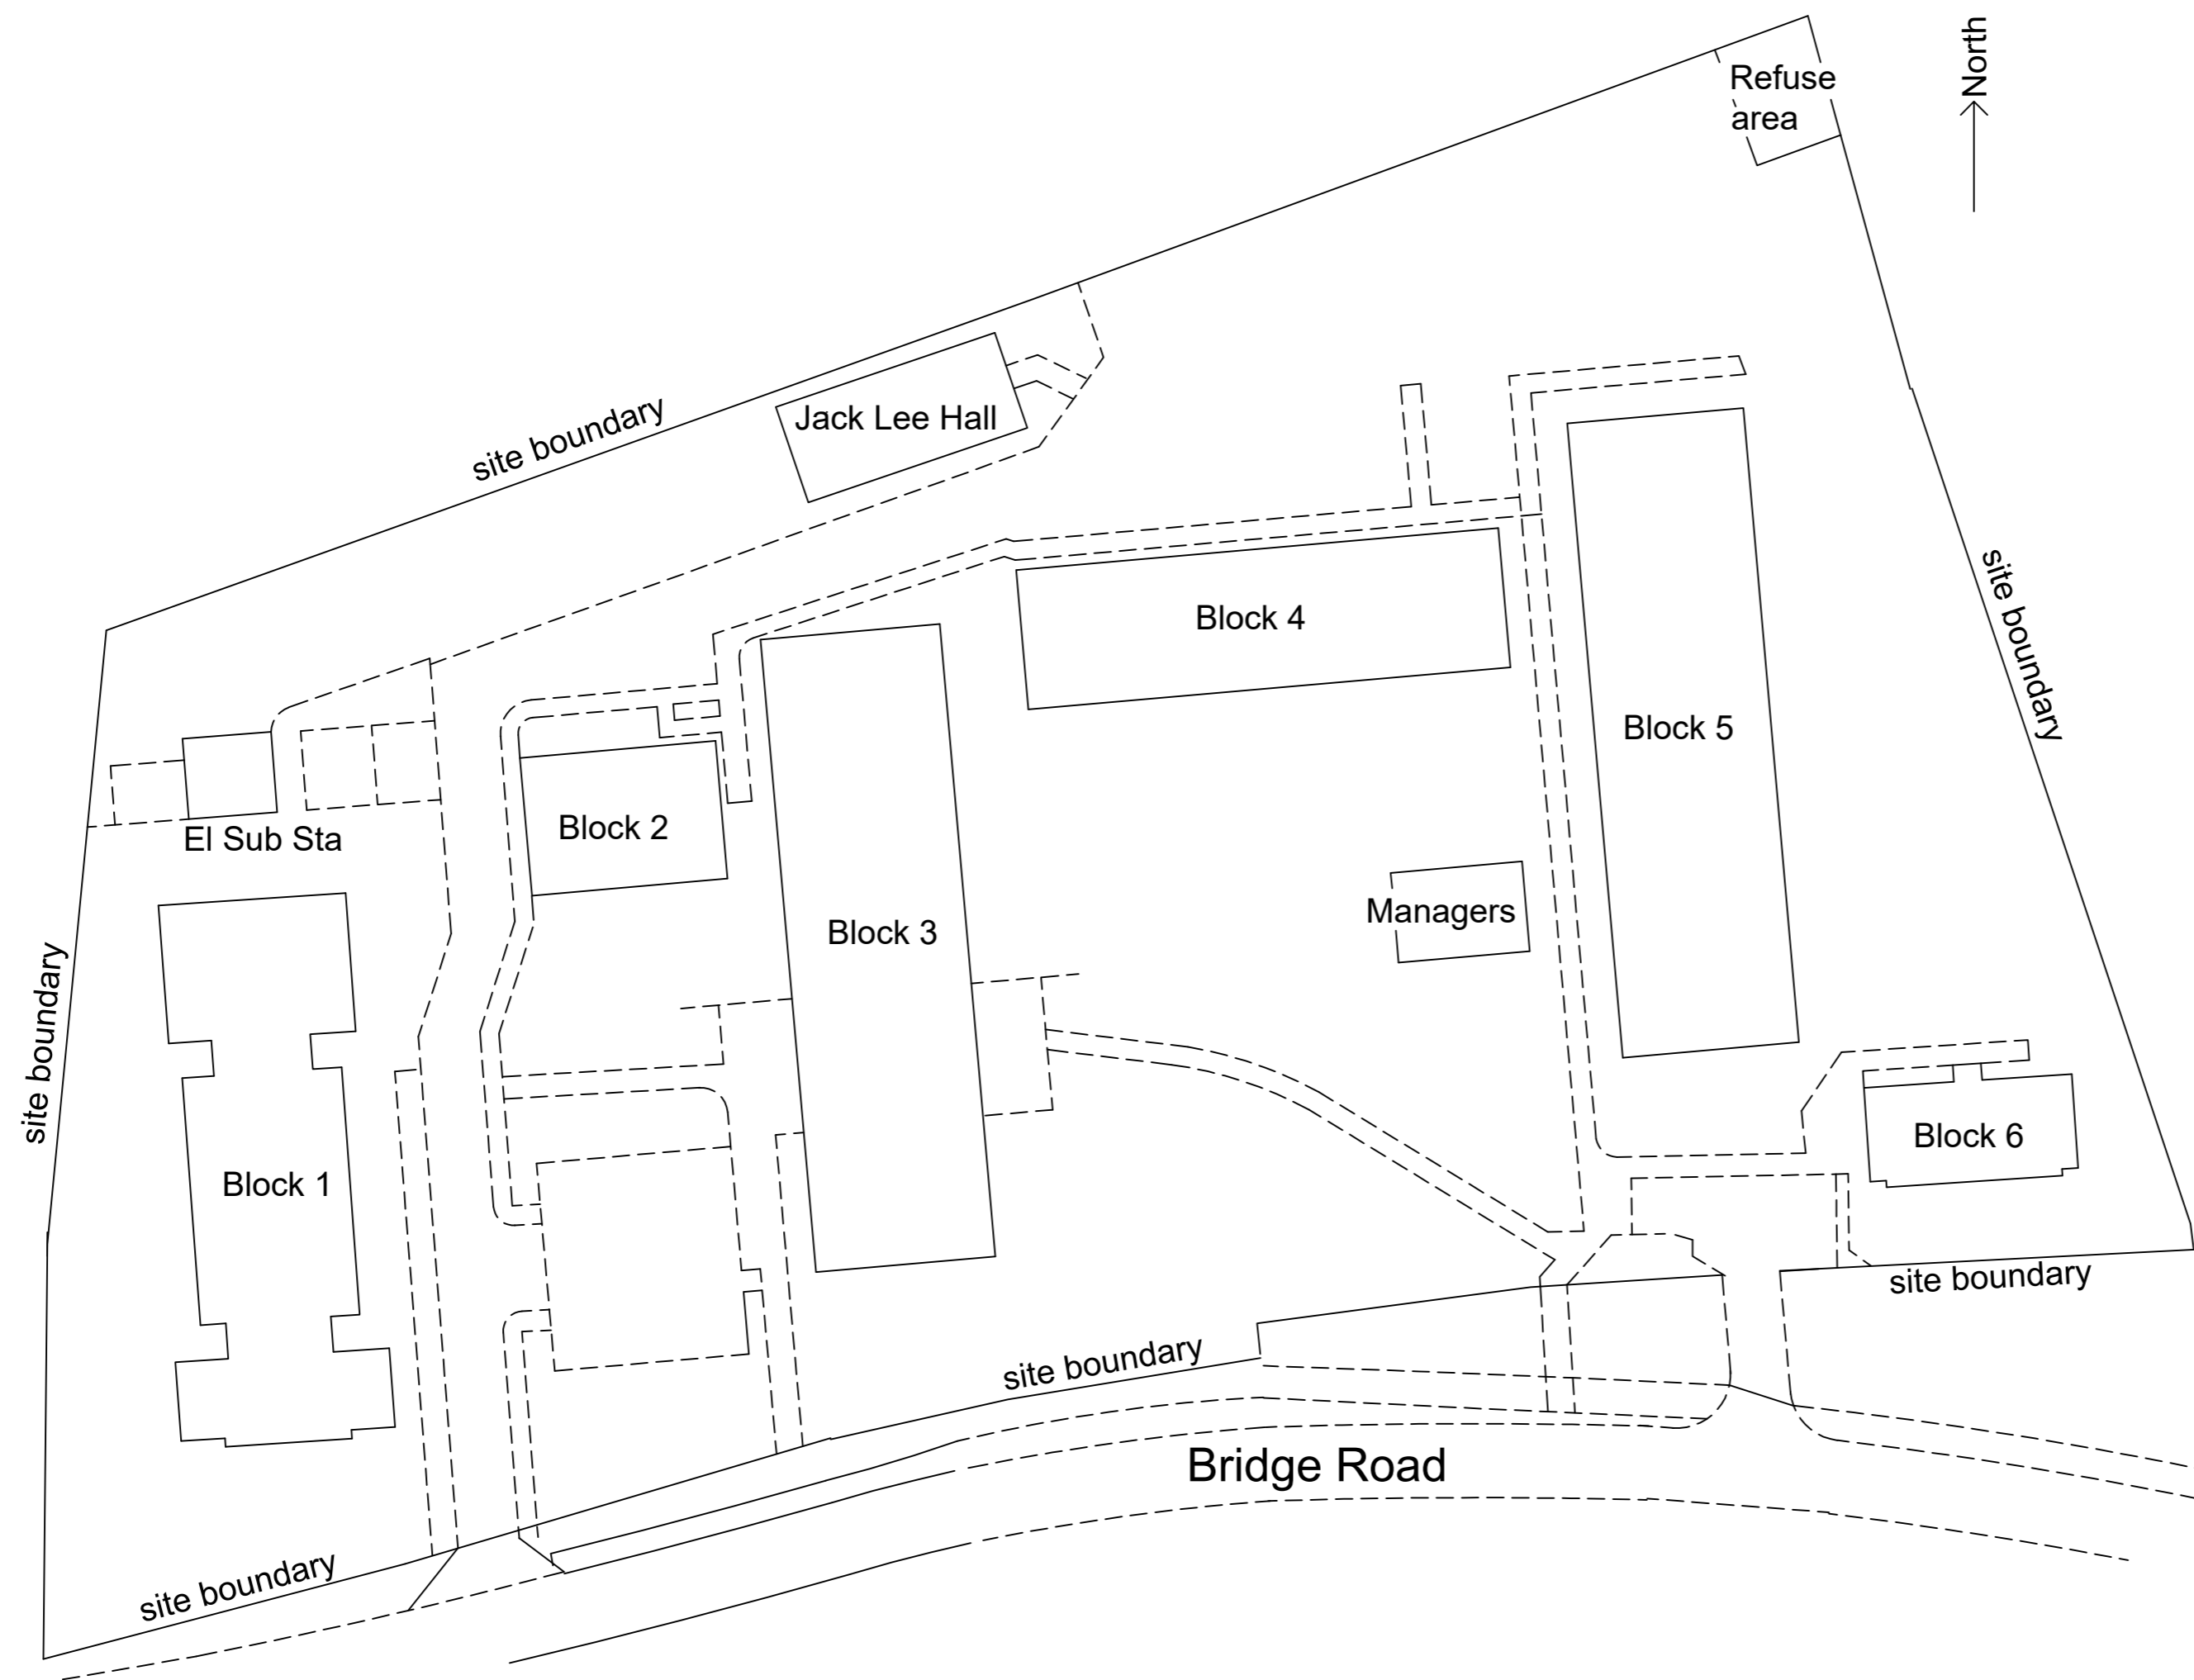 North
Refuse
area
site boundary
Jack Lee Hall
Block 4
site boundary
Block 5
El Sub Sta
Block 2
Managers
Block 3
site boundary
Block 6
Block 1
site boundary
site boundary
Bridge Road
site boundary